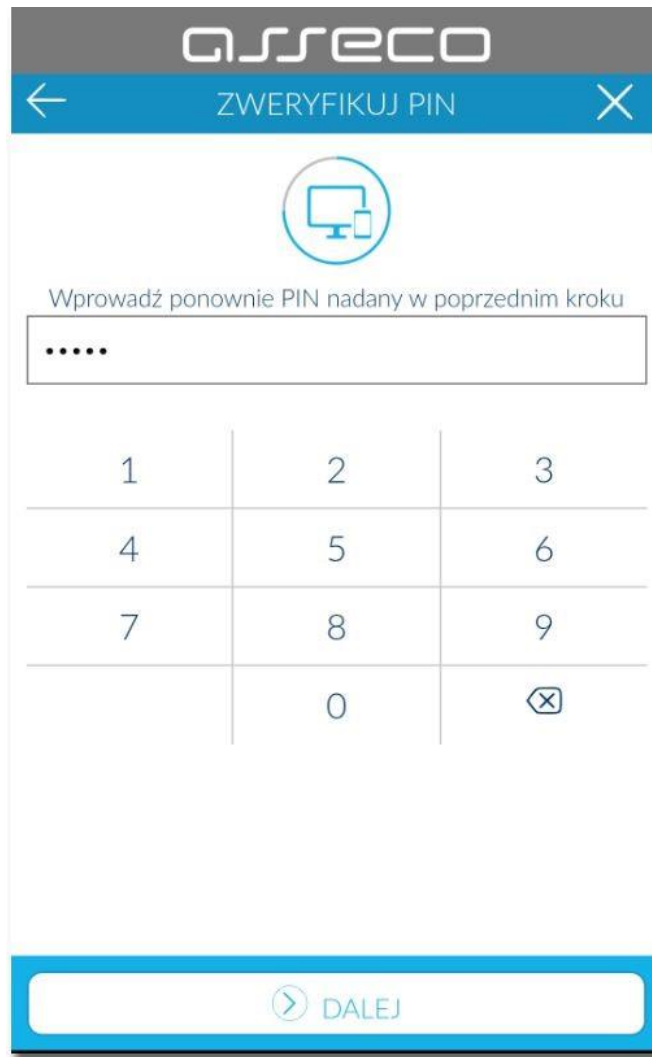 asseco
ZWERYFIKUJ PIN
Wprowadź ponownie PIN nadany w poprzednim kroku
•••••
1 2 3
4 5 6
7 8 9
0
DALEJ